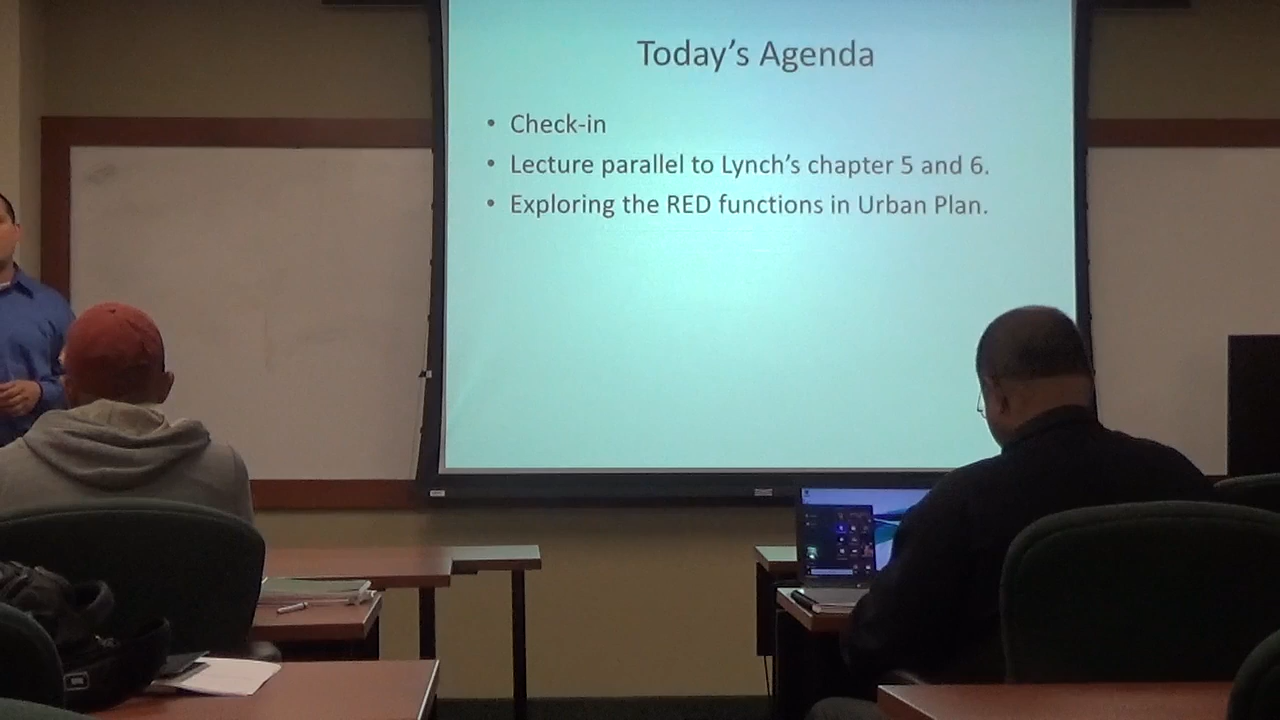 Today's Agenda
• Check-in
• Lecture parallel to Lynch's chapter 5 and 6.
• Exploring the RED functions in Urban Plan.